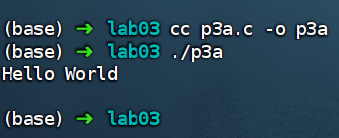 (base) ➜ lab03 cc p3a.c -o p3a
(base) ➜ lab03 ./p3a
Hello World
(base) ➜ lab03